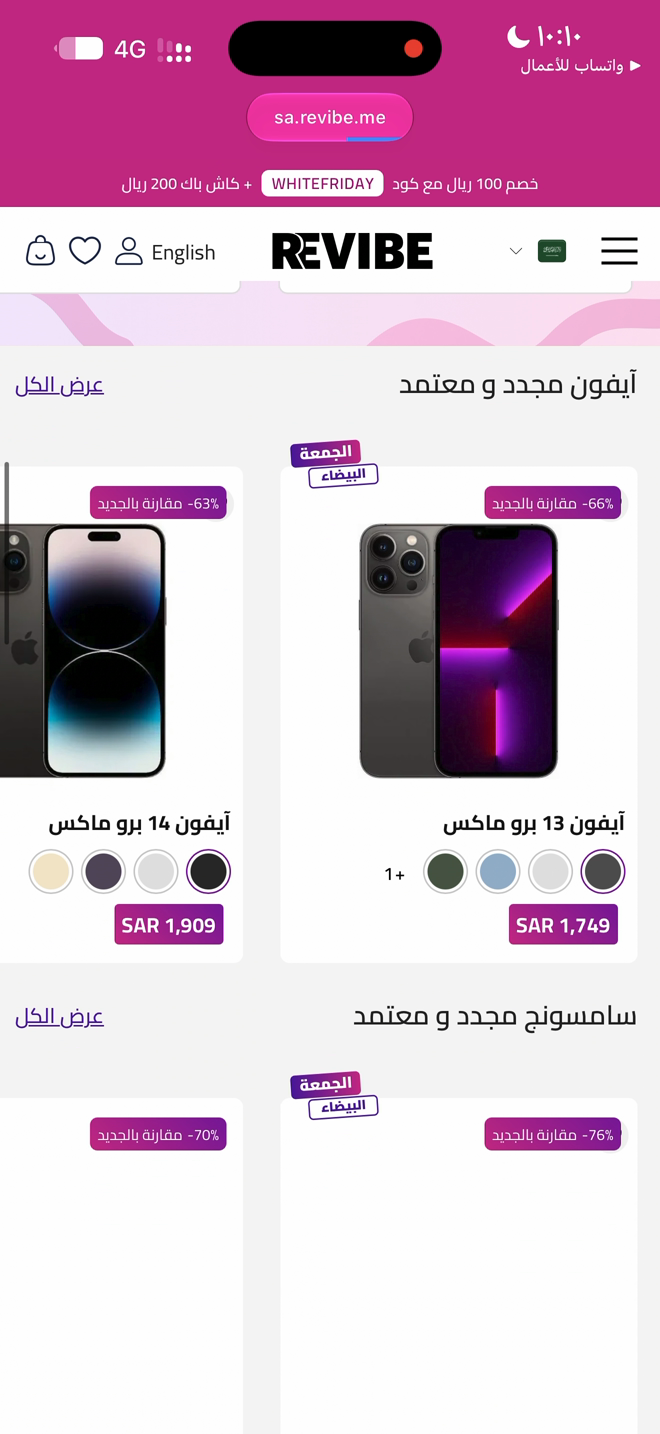 ١٠:١٠
4G
◀ واتساب للأعمال
sa.revibe.me
خصم 100 ريال مع كود WHITEFRIDAY + كاش باك 200 ريال
REVIBE
English
آيفون مجدد و معتمد
عرض الكل
الجمعة
البيضاء
-66% مقارنة بالجديد
-63% مقارنة بالجديد
آيفون 13 برو ماكس
آيفون 14 برو ماكس
+1
SAR 1,749
SAR 1,909
سامسونج مجدد و معتمد
عرض الكل
الجمعة
البيضاء
-76% مقارنة بالجديد
-70% مقارنة بالجديد